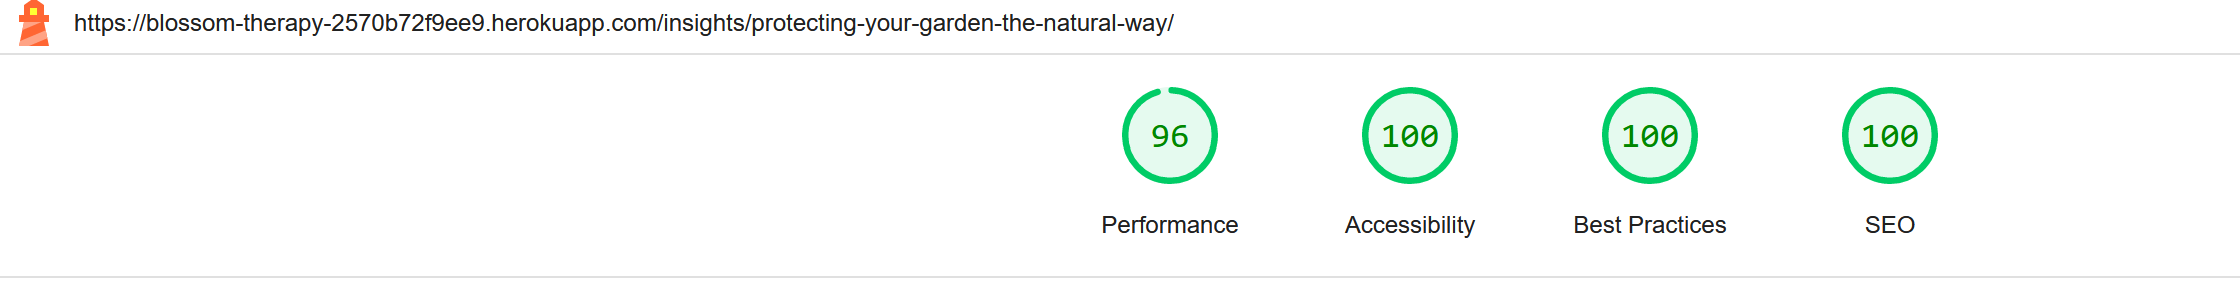 https://blossom-therapy-2570b72f9ee9.herokuapp.com/insights/protecting-your-garden-the-natural-way/
96 100 100 100
Performance Accessibility Best Practices SEO